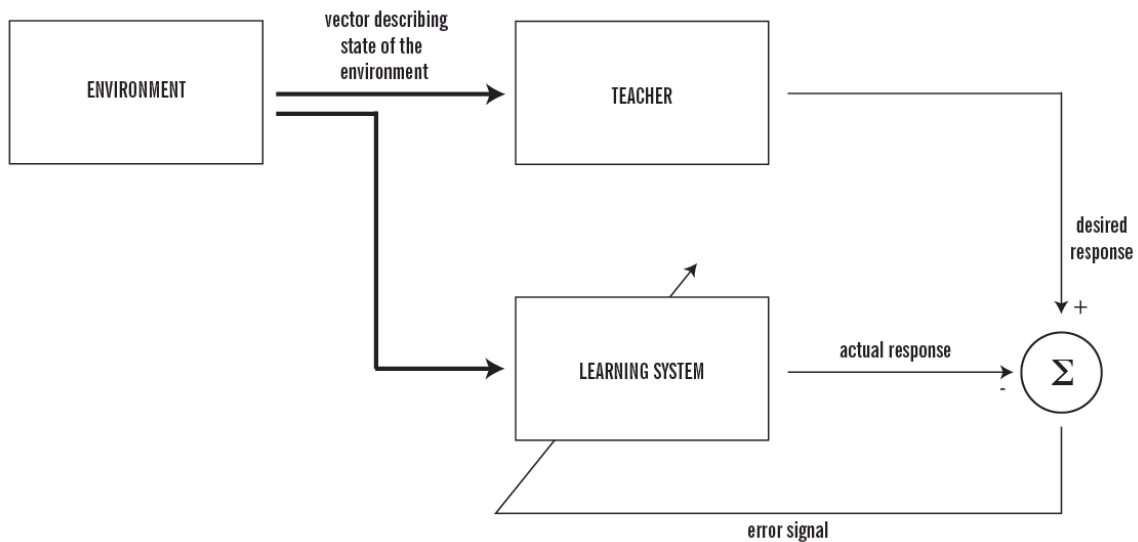 ENVIRONMENT
vector describing
state of the
environment
TEACHER
desired
response
+
LEARNING SYSTEM
actual response
-
Σ
error signal